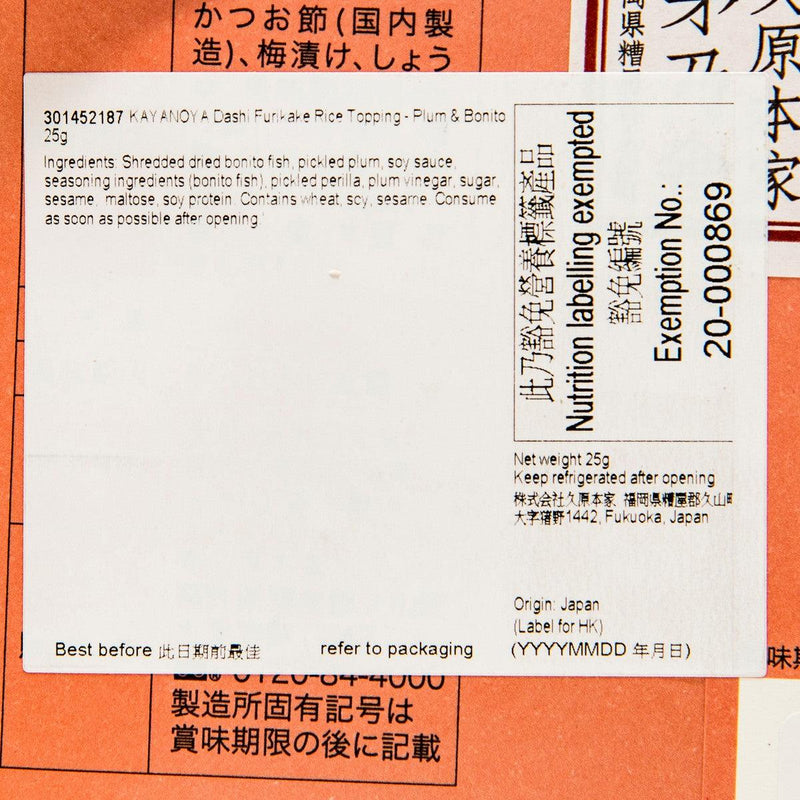 かつお節(国内製
造)、梅漬け、しょう
301452187 KAYANOYA Dashi Furikake Rice Topping - Plum & Bonito
25g
Ingredients: Shredded dried bonito fish, pickled plum, soy sauce,
seasoning ingredients (bonito fish), pickled perilla, plum vinegar, sugar,
sesame, maltose, soy protein. Contains wheat, soy, sesame. Consume
as soon as possible after opening.
此乃豁免營養標籤產品
Nutrition labelling exempted
豁免編號
Exemption No.:
20-000869
Net weight 25g
Keep refrigerated after opening
株式会社久原本家 福岡県糟屋郡久山町
大字猪野1442, Fukuoka, Japan
Origin: Japan
(Label for HK)
Best before 此日期前最佳 refer to packaging (YYYYMMDD 年月日)
0120-84-4000
製造所固有記号は
賞味期限の後に記載
久原本家
味